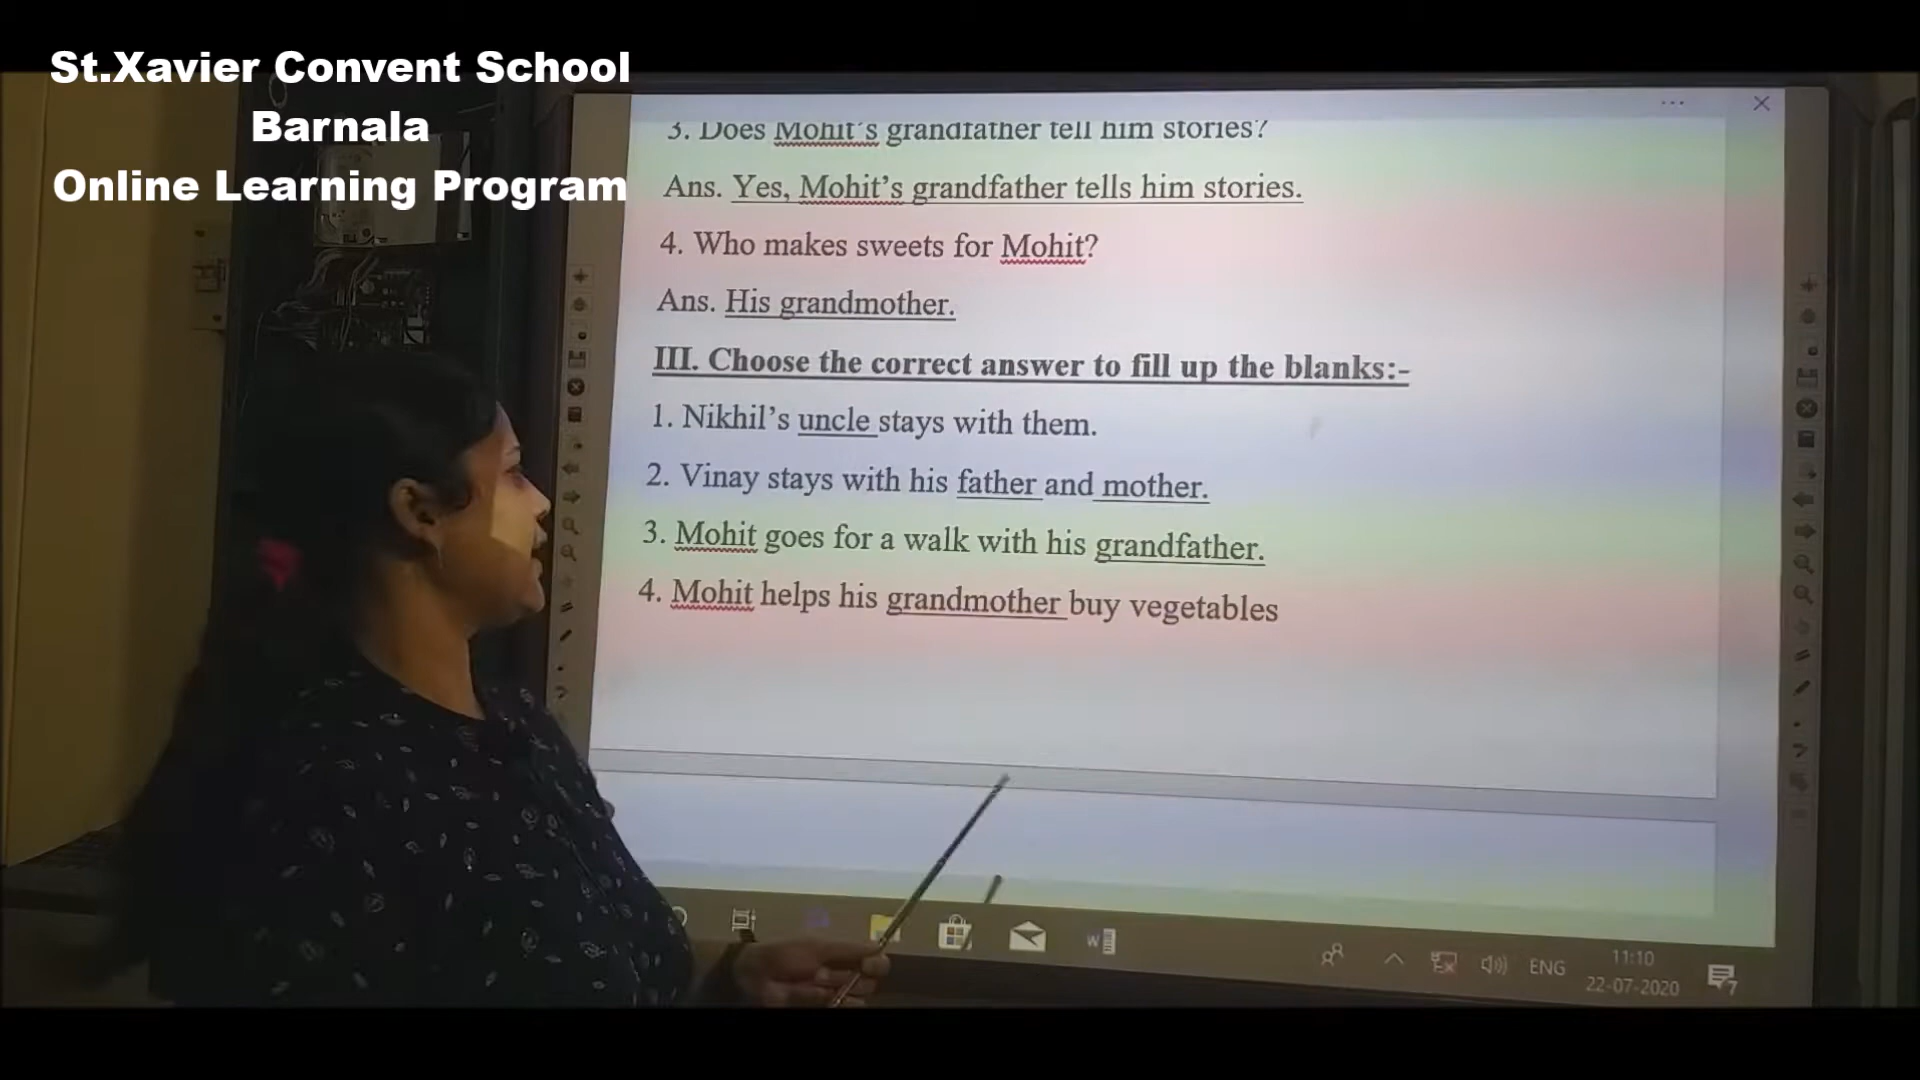 St.Xavier Convent School
Barnala
Online Learning Program
3. Does Mohit's grandfather tell him stories?
Ans. Yes, Mohit’s grandfather tells him stories.
4. Who makes sweets for Mohit?
Ans. His grandmother.
III. Choose the correct answer to fill up the blanks:-
1. Nikhil’s uncle stays with them.
2. Vinay stays with his father and mother.
3. Mohit goes for a walk with his grandfather.
4. Mohit helps his grandmother buy vegetables
ENG
11:10
22-07-2020
7